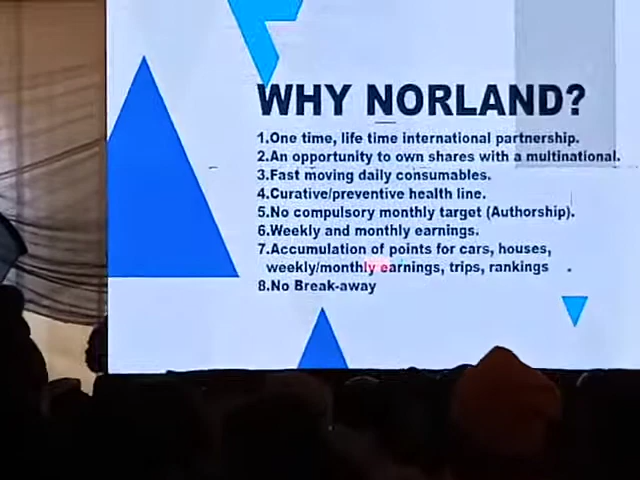 WHY NORLAND?
1.One time, life time international partnership.
2.An opportunity to own shares with a multinational.
3.Fast moving daily consumables.
4.Curative/preventive health line.
5.No compulsory monthly target (Authorship).
6.Weekly and monthly earnings.
7.Accumulation of points for cars, houses,
weekly/monthly earnings, trips, rankings .
8.No Break-away